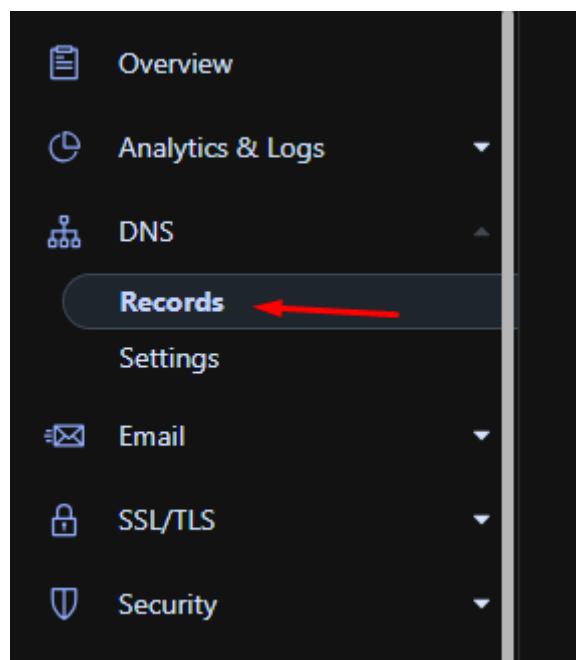 Overview
Analytics & Logs
DNS
Records
Settings
Email
SSL/TLS
Security